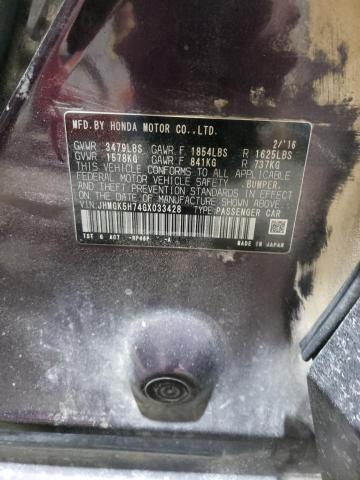 MFD.BY HONDA MOTOR CO.,LTD. 2/'16
GVWR 3479LBS GAWR F 1854LBS R 1625LBS
GVWR 1578KG GAWR F 841KG R 737KG
THIS VEHICLE CONFORMS TO ALL APPLICABLE
FEDERAL MOTOR VEHICLE SAFETY, BUMPER,
AND THEFT PREVENTION STANDARDS IN EFFECT
ON THE DATE OF MANUFACTURE SHOWN ABOVE.
V.I.N. JHMGK5H74GX033428 TYPE PASSENGER CAR
MADE IN JAPAN